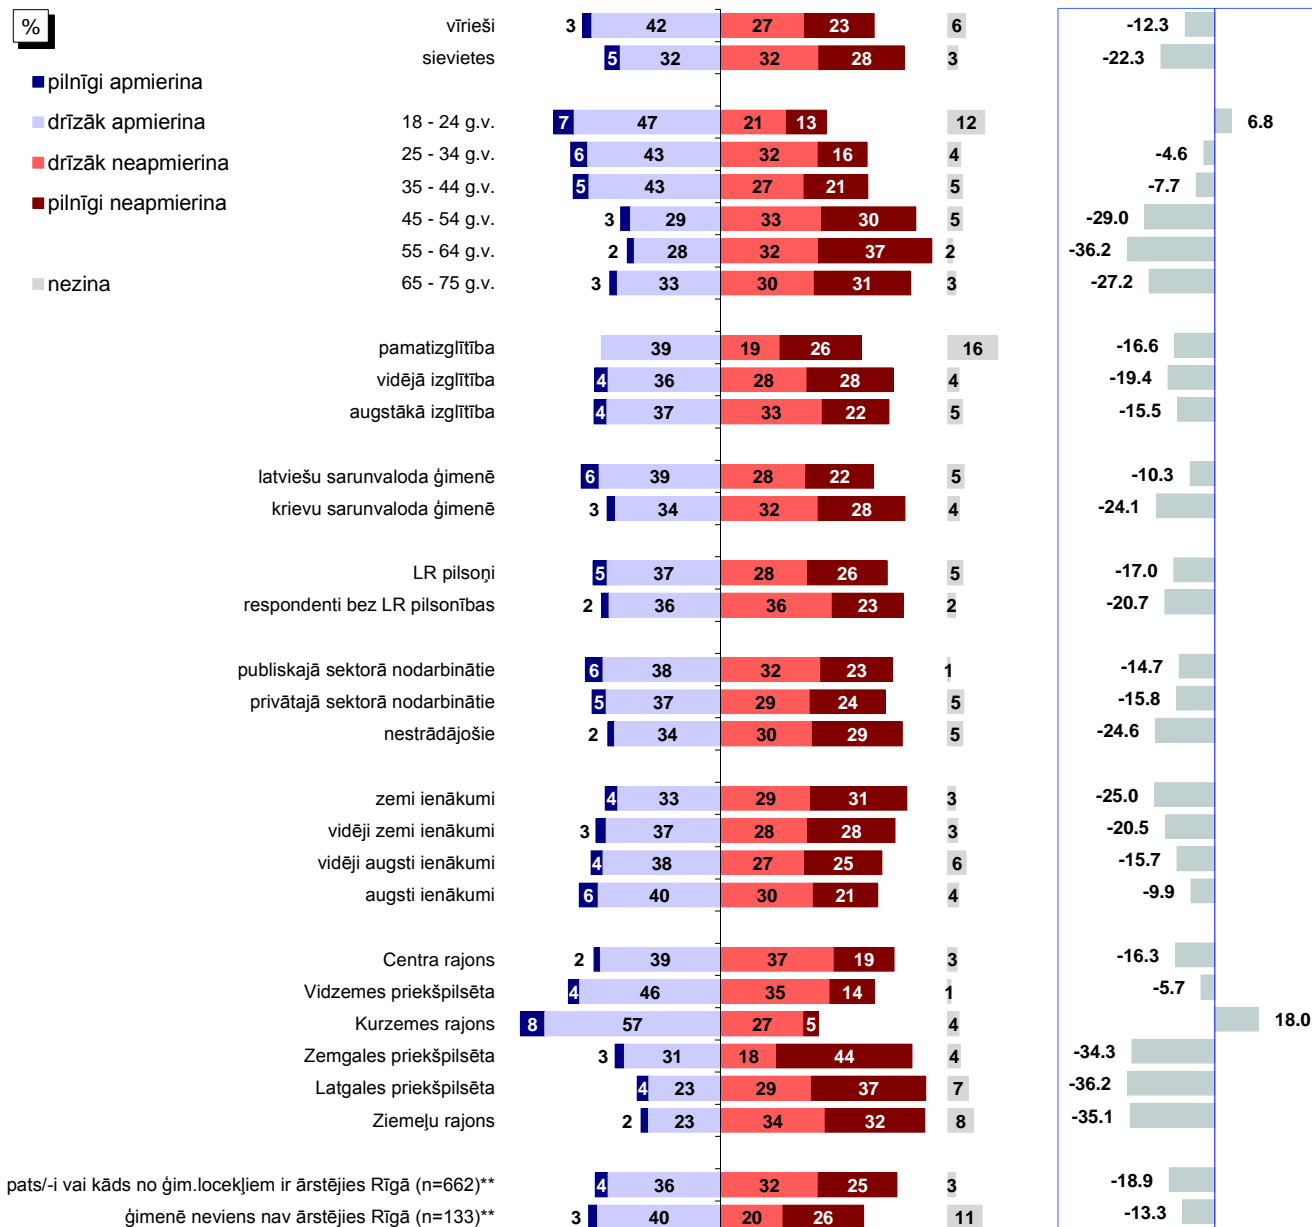 %
pilnīgi apmierina
drīzāk apmierina
drīzāk neapmierina
pilnīgi neapmierina
nezina
vīrieši 3 42 27 23 6 -12.3
sievietes 5 32 32 28 3 -22.3
18 - 24 g.v. 7 47 21 13 12 6.8
25 - 34 g.v. 6 43 32 16 4 -4.6
35 - 44 g.v. 5 43 27 21 5 -7.7
45 - 54 g.v. 3 29 33 30 5 -29.0
55 - 64 g.v. 2 28 32 37 2 -36.2
65 - 75 g.v. 3 33 30 31 3 -27.2
pamatizglītība 39 19 26 16 -16.6
vidējā izglītība 4 36 28 28 4 -19.4
augstākā izglītība 4 37 33 22 5 -15.5
latviešu sarunvaloda ģimenē 6 39 28 22 5 -10.3
krievu sarunvaloda ģimenē 3 34 32 28 4 -24.1
LR pilsoņi 5 37 28 26 5 -17.0
respondenti bez LR pilsonības 2 36 36 23 2 -20.7
publiskajā sektorā nodarbinātie 6 38 32 23 1 -14.7
privātajā sektorā nodarbinātie 5 37 29 24 5 -15.8
nestrādājošie 2 34 30 29 5 -24.6
zemi ienākumi 4 33 29 31 3 -25.0
vidēji zemi ienākumi 3 37 28 28 3 -20.5
vidēji augsti ienākumi 4 38 27 25 6 -15.7
augsti ienākumi 6 40 30 21 4 -9.9
Centra rajons 2 39 37 19 3 -16.3
Vidzemes priekšpilsēta 4 46 35 14 1 -5.7
Kurzemes rajons 8 57 27 5 4 18.0
Zemgales priekšpilsēta 3 31 18 44 4 -34.3
Latgales priekšpilsēta 4 23 29 37 7 -36.2
Ziemeļu rajons 2 23 34 32 8 -35.1
pats/-i vai kāds no ģim.locekļiem ir ārstējies Rīgā (n=662)** 4 36 32 25 3 -18.9
ģimenē neviens nav ārstējies Rīgā (n=133)** 3 40 20 26 11 -13.3